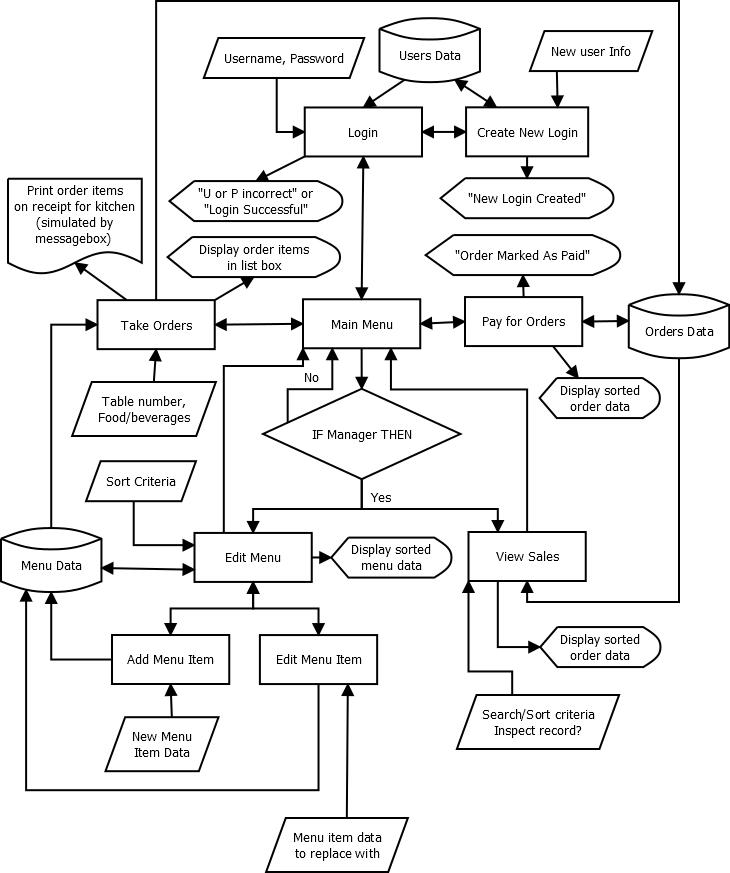 Users Data
New user Info
Username, Password
Login
Create New Login
"U or P incorrect" or
"Login Successful"
"New Login Created"
Print order items
on receipt for kitchen
(simulated by
messagebox)
Display order items
in list box
"Order Marked As Paid"
Take Orders
Main Menu
Pay for Orders
Orders Data
No
Table number,
Food/beverages
Display sorted
order data
IF Manager THEN
Sort Criteria
Yes
Menu Data
Edit Menu
Display sorted
menu data
View Sales
Add Menu Item
Edit Menu Item
Display sorted
order data
New Menu
Item Data
Search/Sort criteria
Inspect record?
Menu item data
to replace with